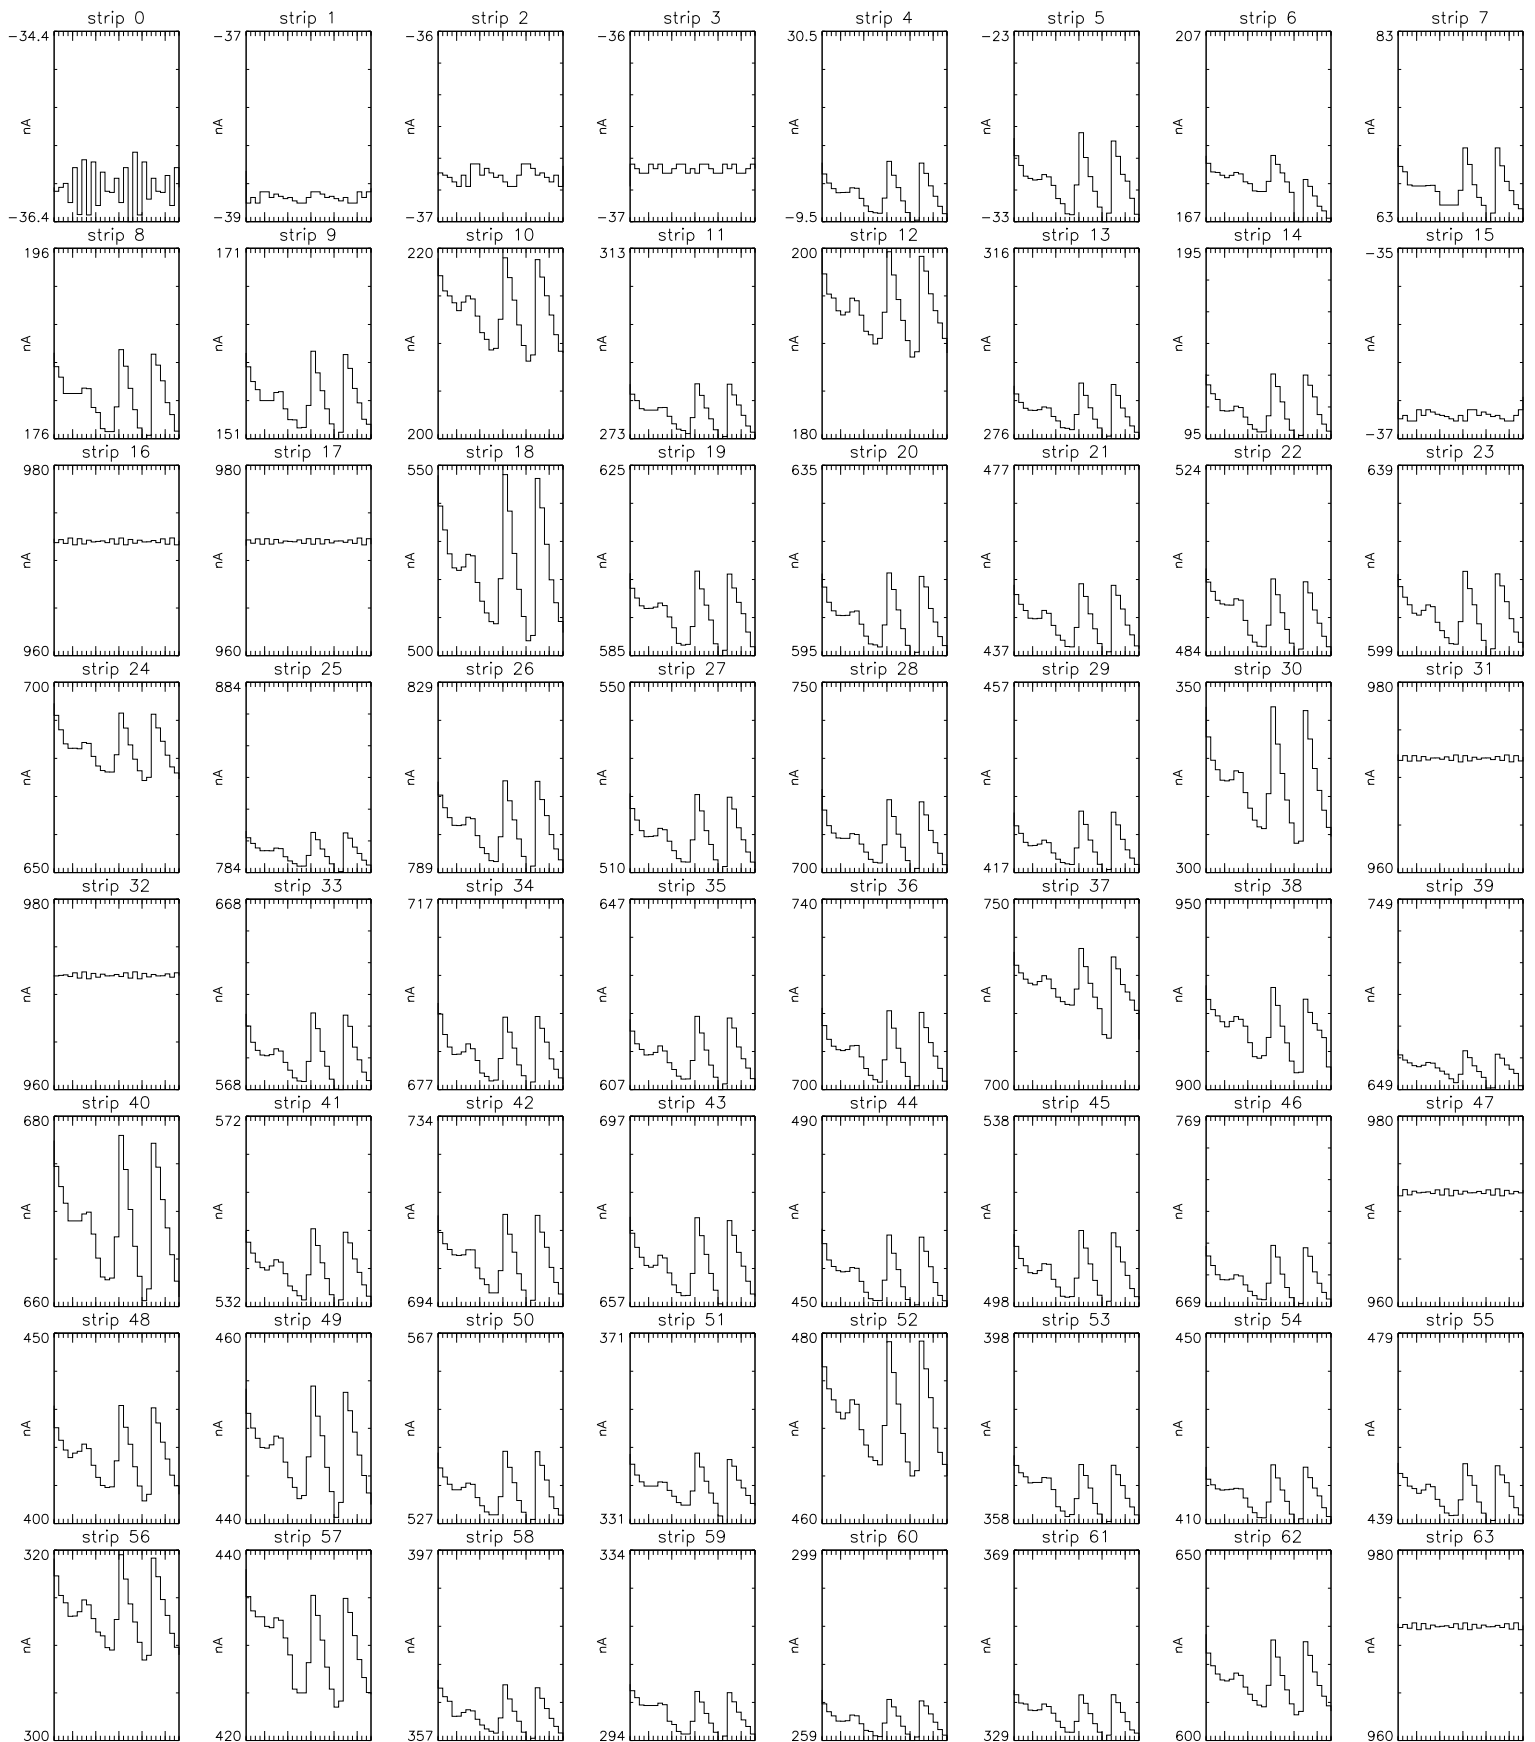 strip 0 strip 1 strip 2 strip 3 strip 4 strip 5 strip 6 strip 7
-34.4 -37 -36 -36 30.5 -23 207 83
nA nA nA nA nA nA nA nA
-36.4 -39 -37 -37 -9.5 -33 167 63
strip 8 strip 9 strip 10 strip 11 strip 12 strip 13 strip 14 strip 15
196 171 220 313 200 316 195 -35
nA nA nA nA nA nA nA nA
176 151 200 273 180 276 95 -37
strip 16 strip 17 strip 18 strip 19 strip 20 strip 21 strip 22 strip 23
980 980 550 625 635 477 524 639
nA nA nA nA nA nA nA nA
960 960 500 585 595 437 484 599
strip 24 strip 25 strip 26 strip 27 strip 28 strip 29 strip 30 strip 31
700 884 829 550 750 457 350 980
nA nA nA nA nA nA nA nA
650 784 789 510 700 417 300 960
strip 32 strip 33 strip 34 strip 35 strip 36 strip 37 strip 38 strip 39
980 668 717 647 740 750 950 749
nA nA nA nA nA nA nA nA
960 568 677 607 700 700 900 649
strip 40 strip 41 strip 42 strip 43 strip 44 strip 45 strip 46 strip 47
680 572 734 697 490 538 769 980
nA nA nA nA nA nA nA nA
660 532 694 657 450 498 669 960
strip 48 strip 49 strip 50 strip 51 strip 52 strip 53 strip 54 strip 55
450 460 567 371 480 398 450 479
nA nA nA nA nA nA nA nA
400 440 527 331 460 358 410 439
strip 56 strip 57 strip 58 strip 59 strip 60 strip 61 strip 62 strip 63
320 440 397 334 299 369 650 980
nA nA nA nA nA nA nA nA
300 420 357 294 259 329 600 960